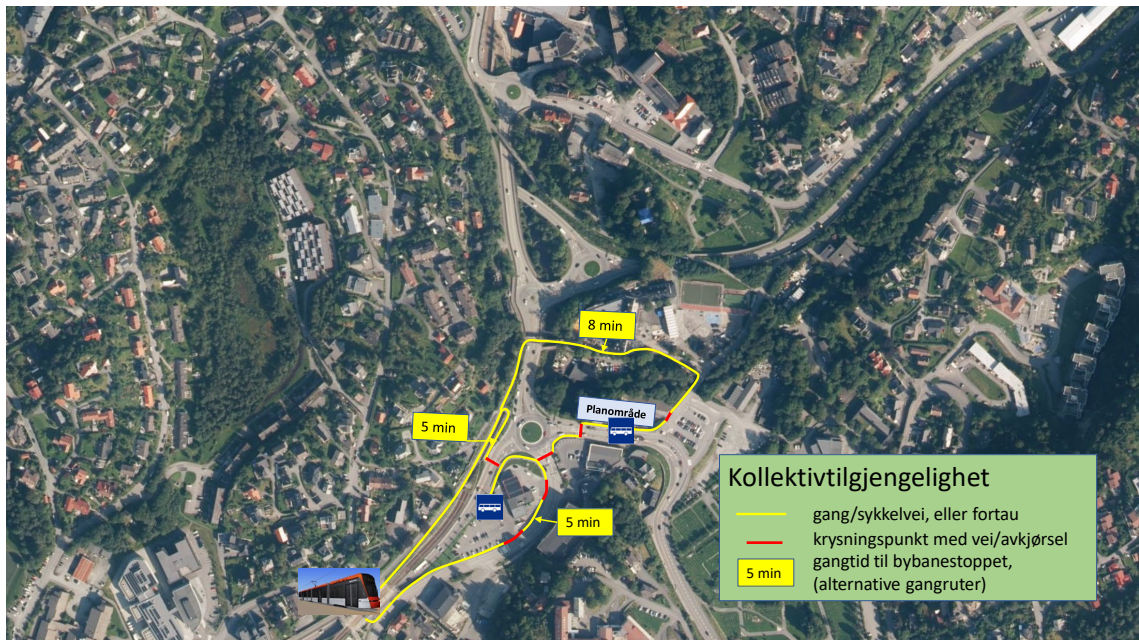 8 min
Planområde
5 min
5 min
Kollektivtilgjengelighet
gang/sykkelvei, eller fortau
krysningspunkt med vei/avkjørsel
5 min
gangtid til bybanestoppet,
(alternative gangruter)